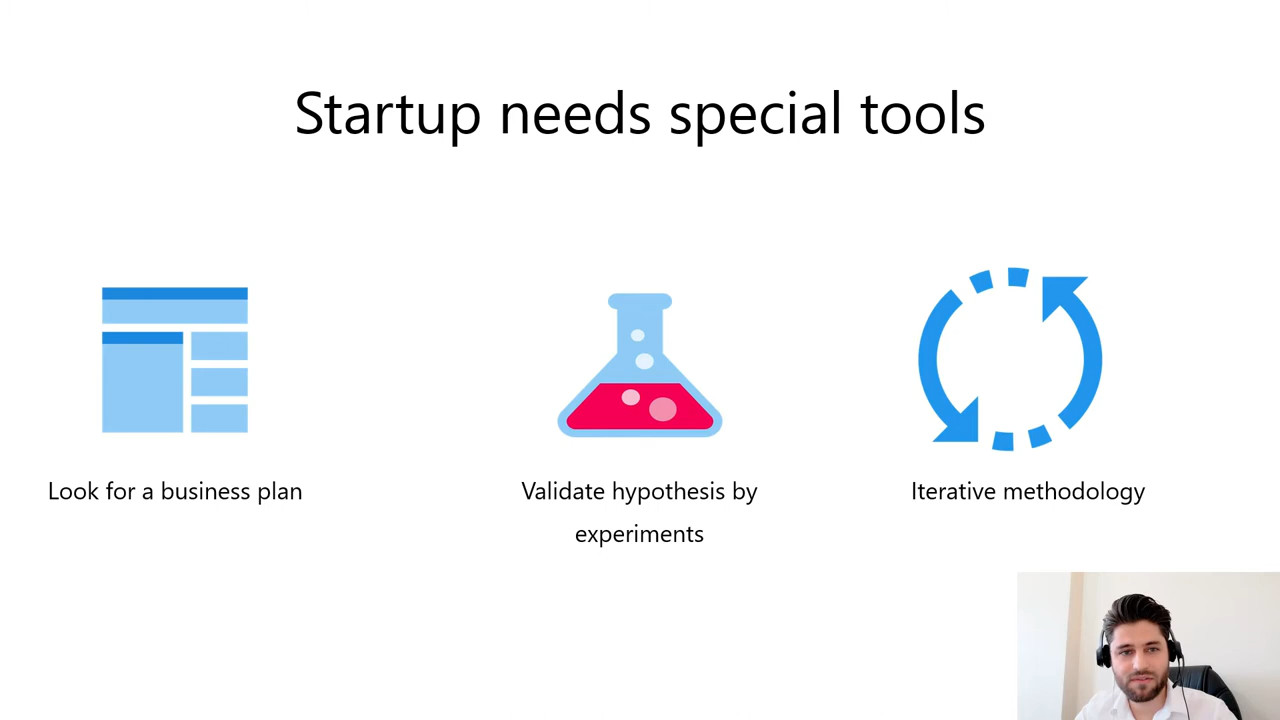 Startup needs special tools
Look for a business plan
Validate hypothesis by
experiments
Iterative methodology